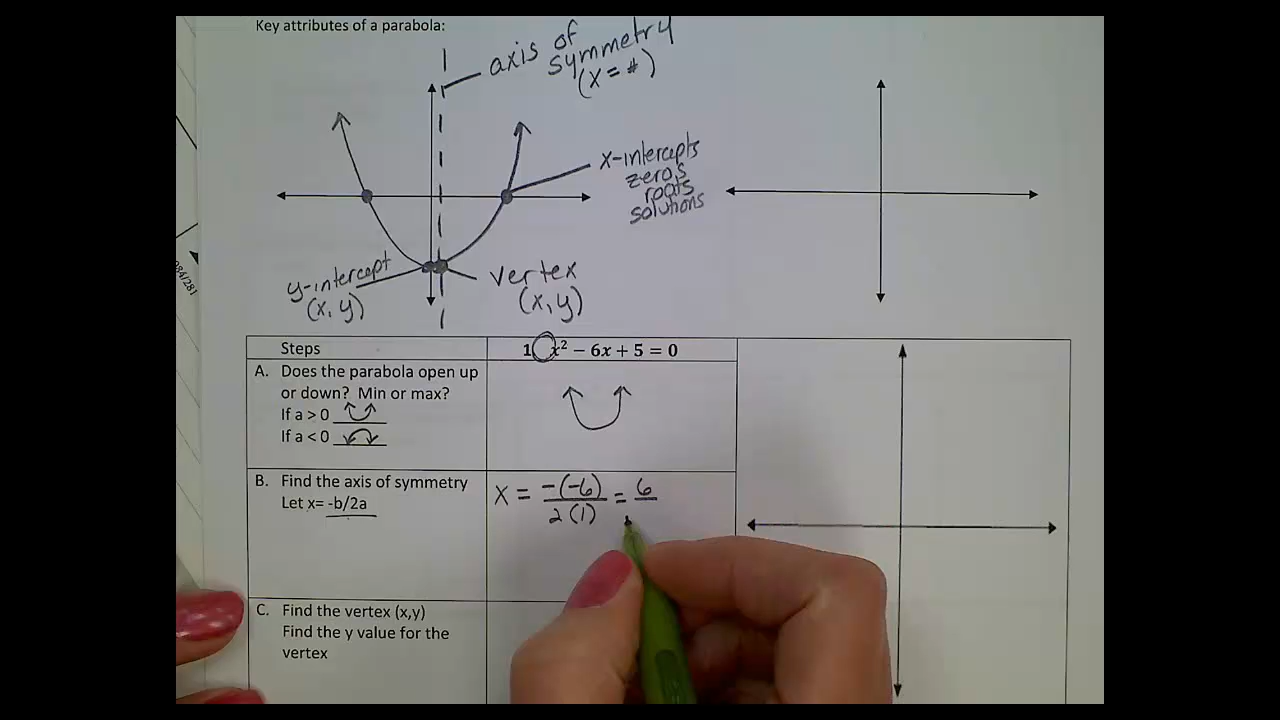 Key attributes of a parabola:
axis of
symmetry
(x = #)
x-intercepts
zeros
roots
solutions
y-intercept
(x, y)
vertex
(x, y)
284/281
Steps
1 x² − 6x + 5 = 0
A. Does the parabola open up
or down? Min or max?
If a > 0
If a < 0
B. Find the axis of symmetry
Let x= -b/2a
x = -(-6)/2(1) = 6
C. Find the vertex (x,y)
Find the y value for the
vertex